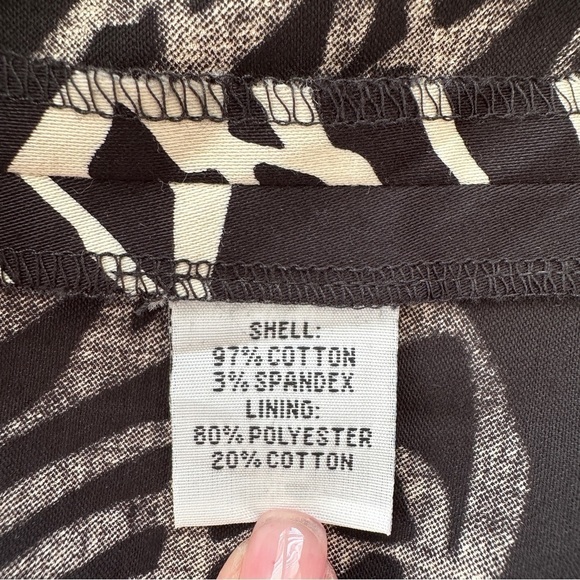 SHELL:
97% COTTON
3% SPANDEX
LINING:
80% POLYESTER
20% COTTON